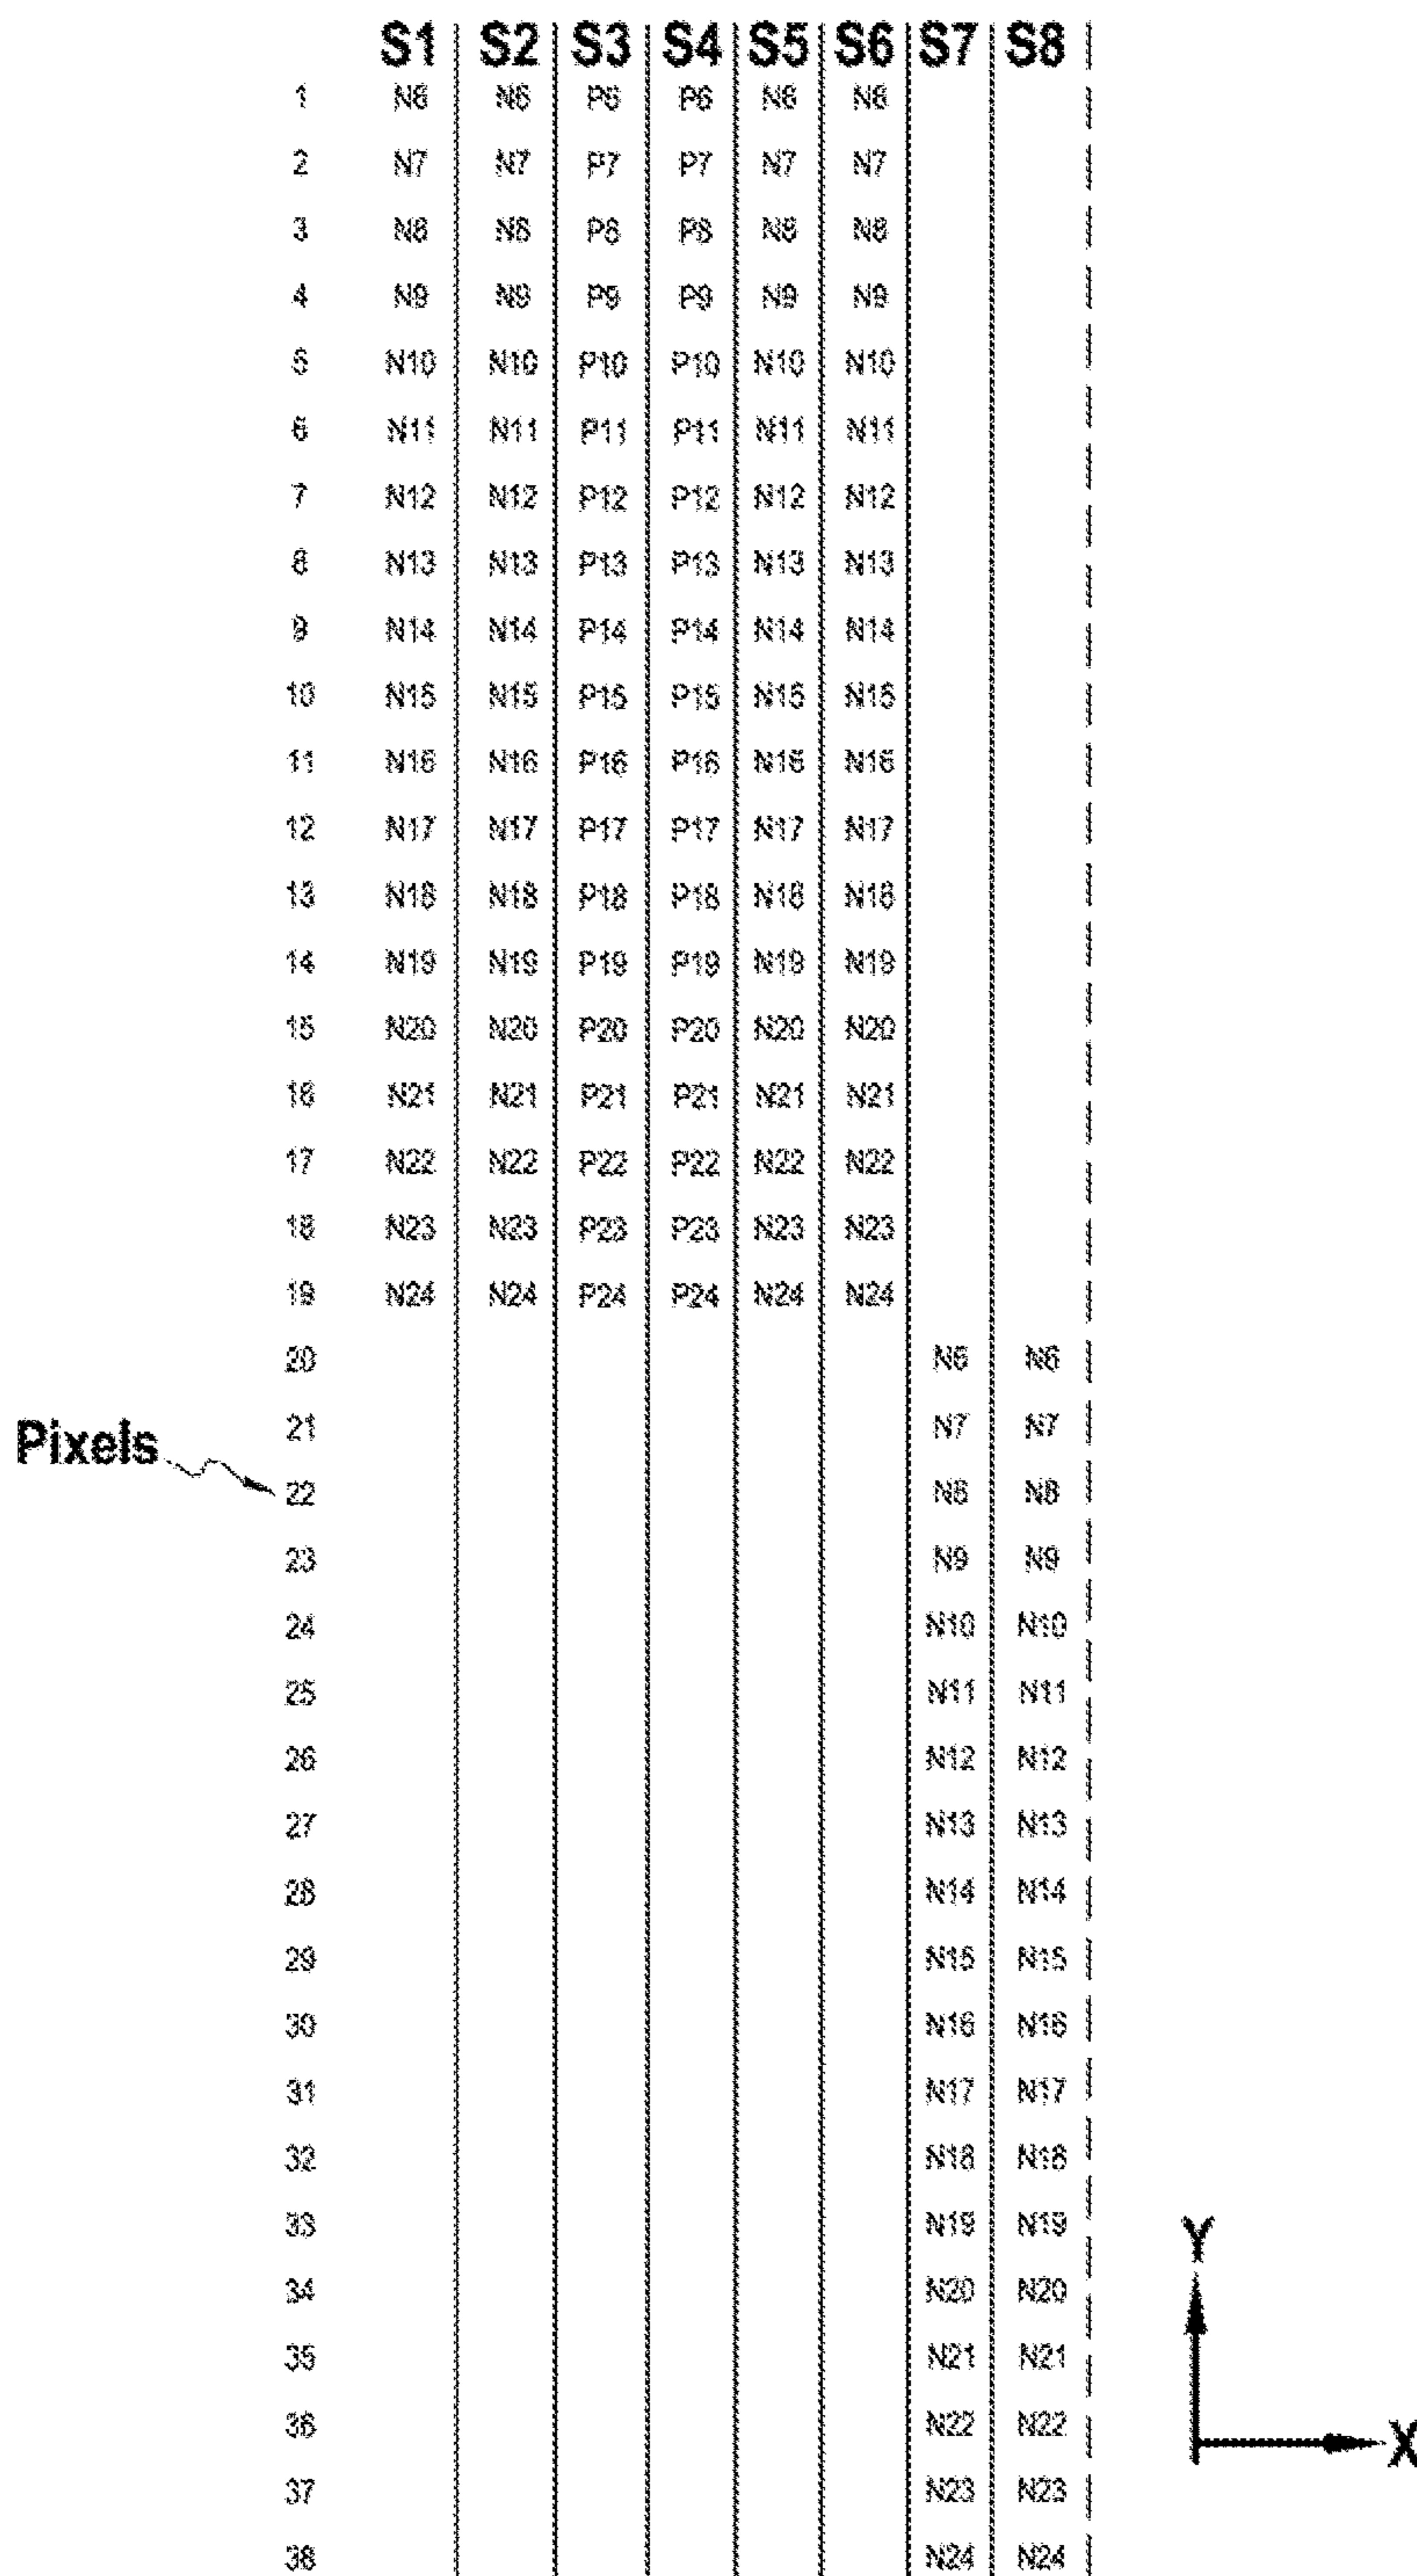 S1 S2 S3 S4 S5 S6 S7 S8
1 N6 N6 P6 P6 N6 N6
2 N7 N7 P7 P7 N7 N7
3 N8 N8 P8 P8 N8 N8
4 N9 N9 P9 P9 N9 N9
5 N10 N10 P10 P10 N10 N10
6 N11 N11 P11 P11 N11 N11
7 N12 N12 P12 P12 N12 N12
8 N13 N13 P13 P13 N13 N13
9 N14 N14 P14 P14 N14 N14
10 N15 N15 P15 P15 N15 N15
11 N16 N16 P16 P16 N16 N16
12 N17 N17 P17 P17 N17 N17
13 N18 N18 P18 P18 N18 N18
14 N19 N19 P19 P19 N19 N19
15 N20 N20 P20 P20 N20 N20
16 N21 N21 P21 P21 N21 N21
17 N22 N22 P22 P22 N22 N22
18 N23 N23 P23 P23 N23 N23
19 N24 N24 P24 P24 N24 N24
20 N6 N6
21 N7 N7
Pixels
22 N8 N8
23 N9 N9
24 N10 N10
25 N11 N11
26 N12 N12
27 N13 N13
28 N14 N14
29 N15 N15
30 N16 N16
31 N17 N17
32 N18 N18
33 N19 N19
Y
34 N20 N20
35 N21 N21
36 N22 N22
X
37 N23 N23
38 N24 N24